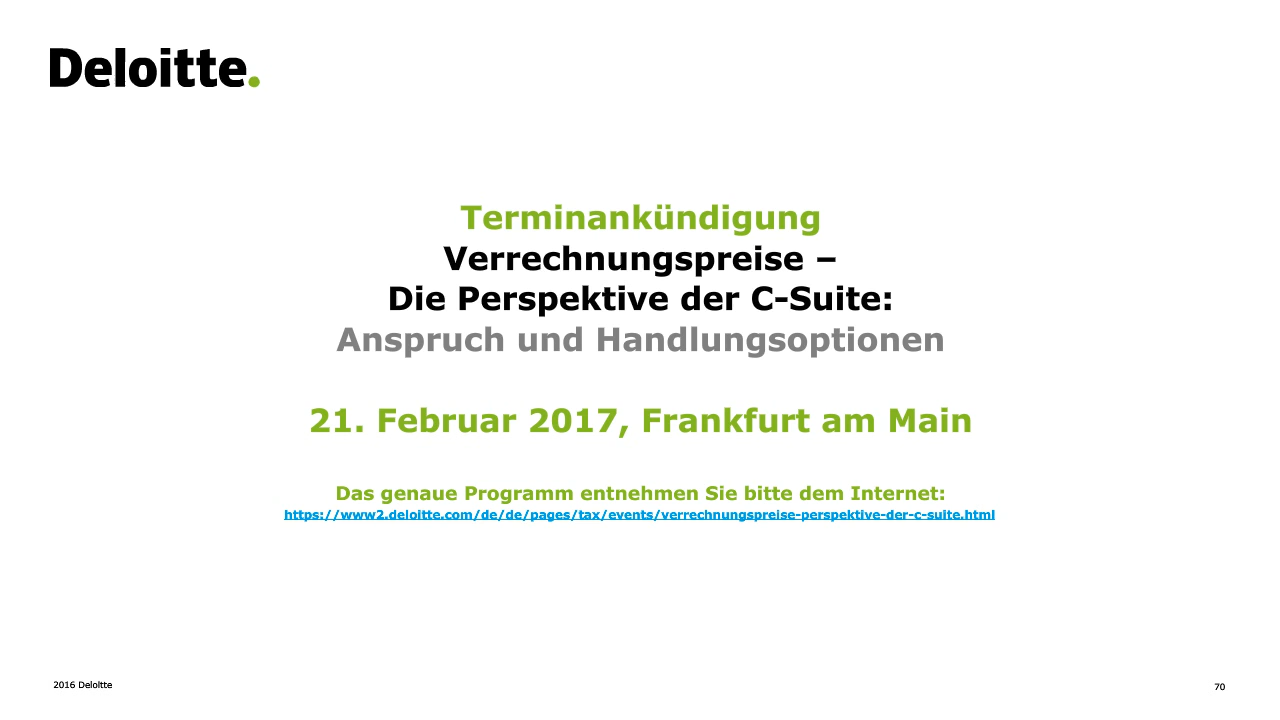 Deloitte.
Terminankündigung
Verrechnungspreise –
Die Perspektive der C-Suite:
Anspruch und Handlungsoptionen
21. Februar 2017, Frankfurt am Main
Das genaue Programm entnehmen Sie bitte dem Internet:
https://www2.deloitte.com/de/de/pages/tax/events/verrechnungspreise-perspektive-der-c-suite.html
2016 Deloitte
70